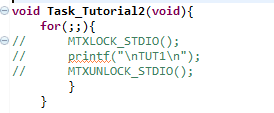 void Task_Tutorial2(void){
    for(;;){
//      MTXLOCK_STDIO();
//      printf("\nTUT1\n");
//      MTXUNLOCK_STDIO();
        }
    }